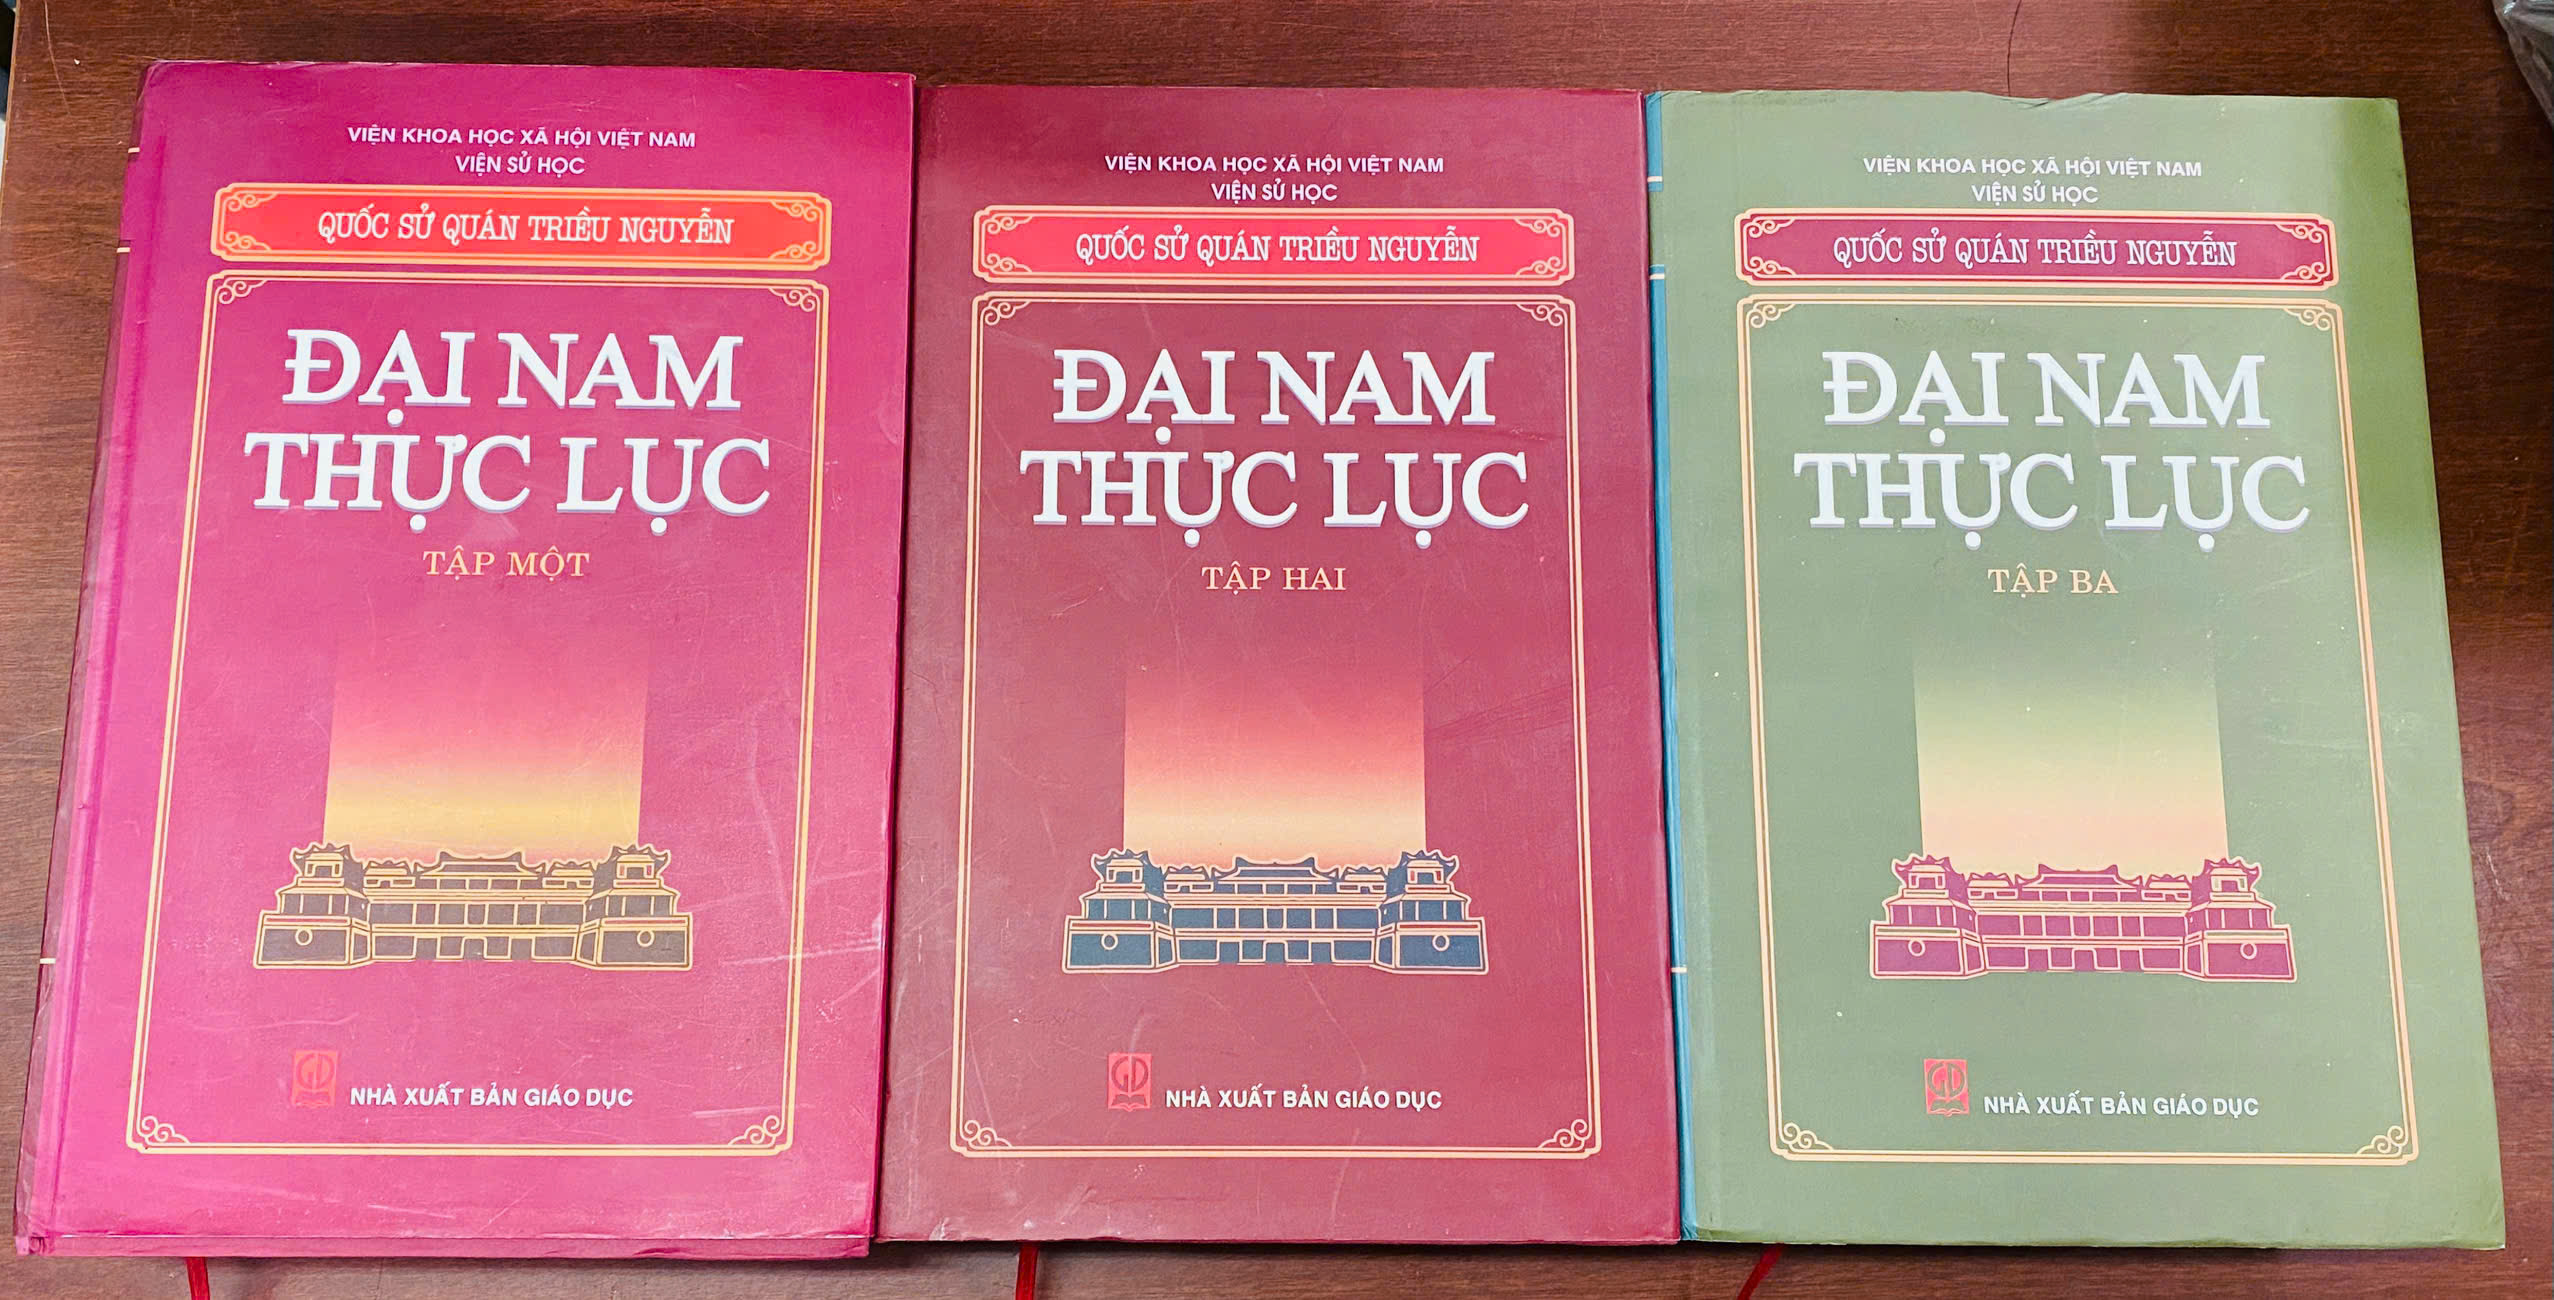 VIỆN KHOA HỌC XÃ HỘI VIỆT NAM
VIỆN SỬ HỌC
QUỐC SỬ QUÁN TRIỀU NGUYỄN
ĐẠI NAM
THỰC LỤC
TẬP MỘT
GD
NHÀ XUẤT BẢN GIÁO DỤC
VIỆN KHOA HỌC XÃ HỘI VIỆT NAM
VIỆN SỬ HỌC
QUỐC SỬ QUÁN TRIỀU NGUYỄN
ĐẠI NAM
THỰC LỤC
TẬP HAI
GD
NHÀ XUẤT BẢN GIÁO DỤC
VIỆN KHOA HỌC XÃ HỘI VIỆT NAM
VIỆN SỬ HỌC
QUỐC SỬ QUÁN TRIỀU NGUYỄN
ĐẠI NAM
THỰC LỤC
TẬP BA
GD
NHÀ XUẤT BẢN GIÁO DỤC